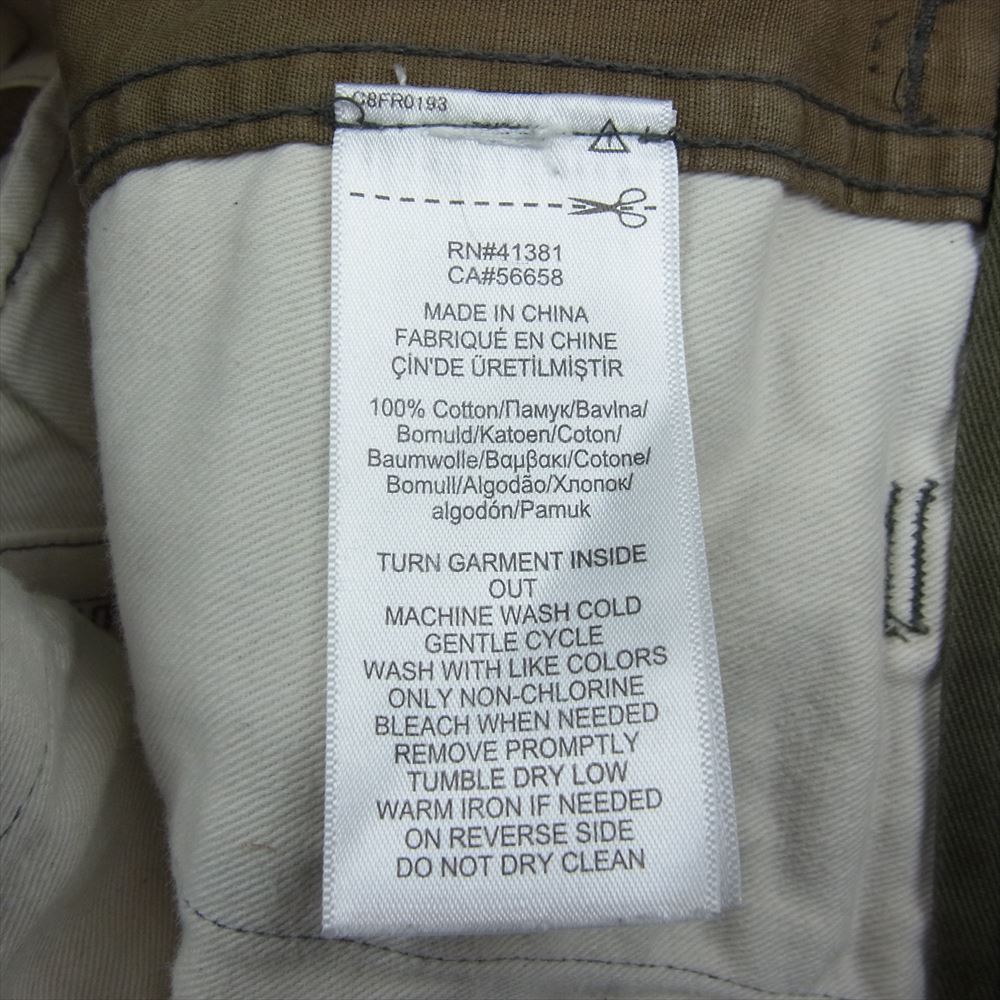 C8FR0193
RN#41381
CA#56658
MADE IN CHINA
FABRIQUÉ EN CHINE
ÇİN'DE ÜRETİLMİŞTİR
100% Cotton/Памук/Bavlna/
Bomuld/Katoen/Coton/
Baumwolle/Βαμβακι/Cotone/
Bomull/Algodão/Хлопок/
algodón/Pamuk
TURN GARMENT INSIDE
OUT
MACHINE WASH COLD
GENTLE CYCLE
WASH WITH LIKE COLORS
ONLY NON-CHLORINE
BLEACH WHEN NEEDED
REMOVE PROMPTLY
TUMBLE DRY LOW
WARM IRON IF NEEDED
ON REVERSE SIDE
DO NOT DRY CLEAN